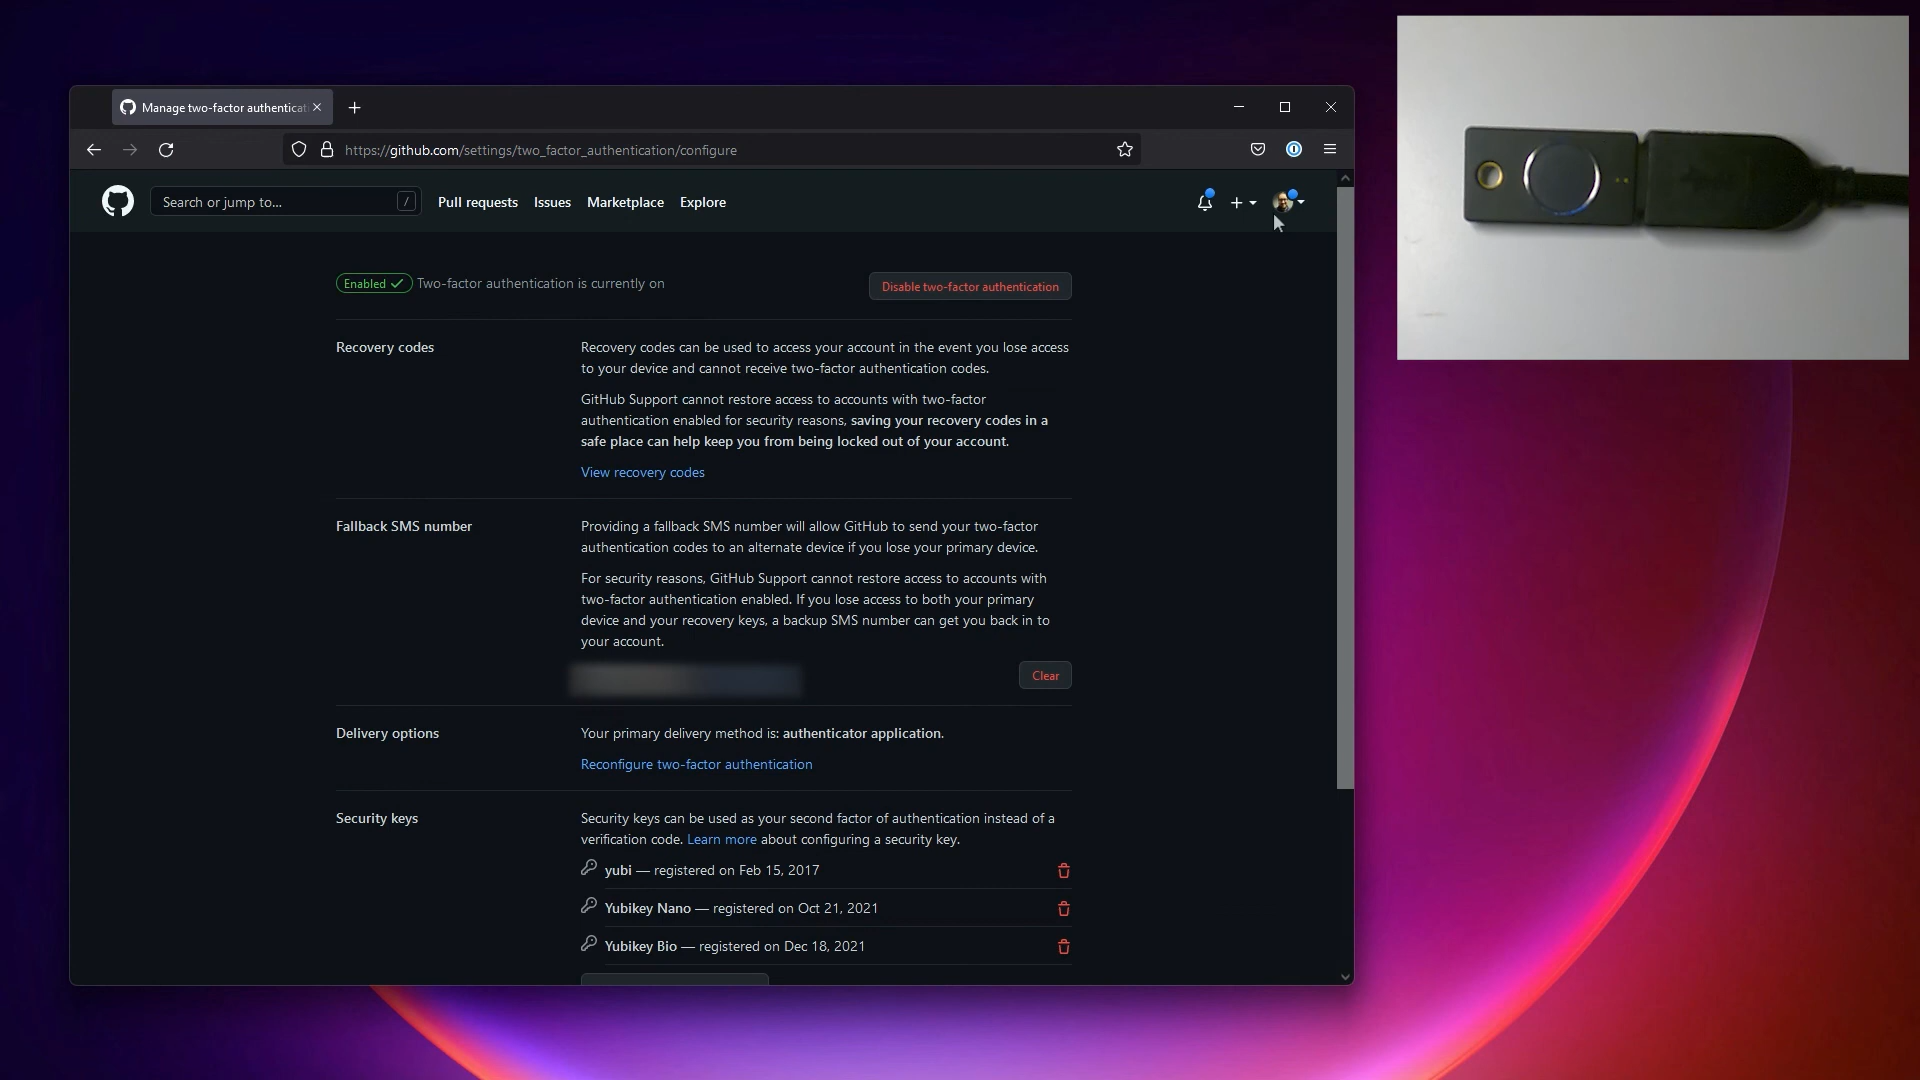 Manage two-factor authenticat
https://github.com/settings/two_factor_authentication/configure
Search or jump to... /
Pull requests Issues Marketplace Explore
Enabled Two-factor authentication is currently on
Disable two-factor authentication
Recovery codes
Recovery codes can be used to access your account in the event you lose access
to your device and cannot receive two-factor authentication codes.
GitHub Support cannot restore access to accounts with two-factor
authentication enabled for security reasons, saving your recovery codes in a
safe place can help keep you from being locked out of your account.
View recovery codes
Fallback SMS number
Providing a fallback SMS number will allow GitHub to send your two-factor
authentication codes to an alternate device if you lose your primary device.
For security reasons, GitHub Support cannot restore access to accounts with
two-factor authentication enabled. If you lose access to both your primary
device and your recovery keys, a backup SMS number can get you back in to
your account.
Clear
Delivery options
Your primary delivery method is: authenticator application.
Reconfigure two-factor authentication
Security keys
Security keys can be used as your second factor of authentication instead of a
verification code. Learn more about configuring a security key.
yubi — registered on Feb 15, 2017
Yubikey Nano — registered on Oct 21, 2021
Yubikey Bio — registered on Dec 18, 2021